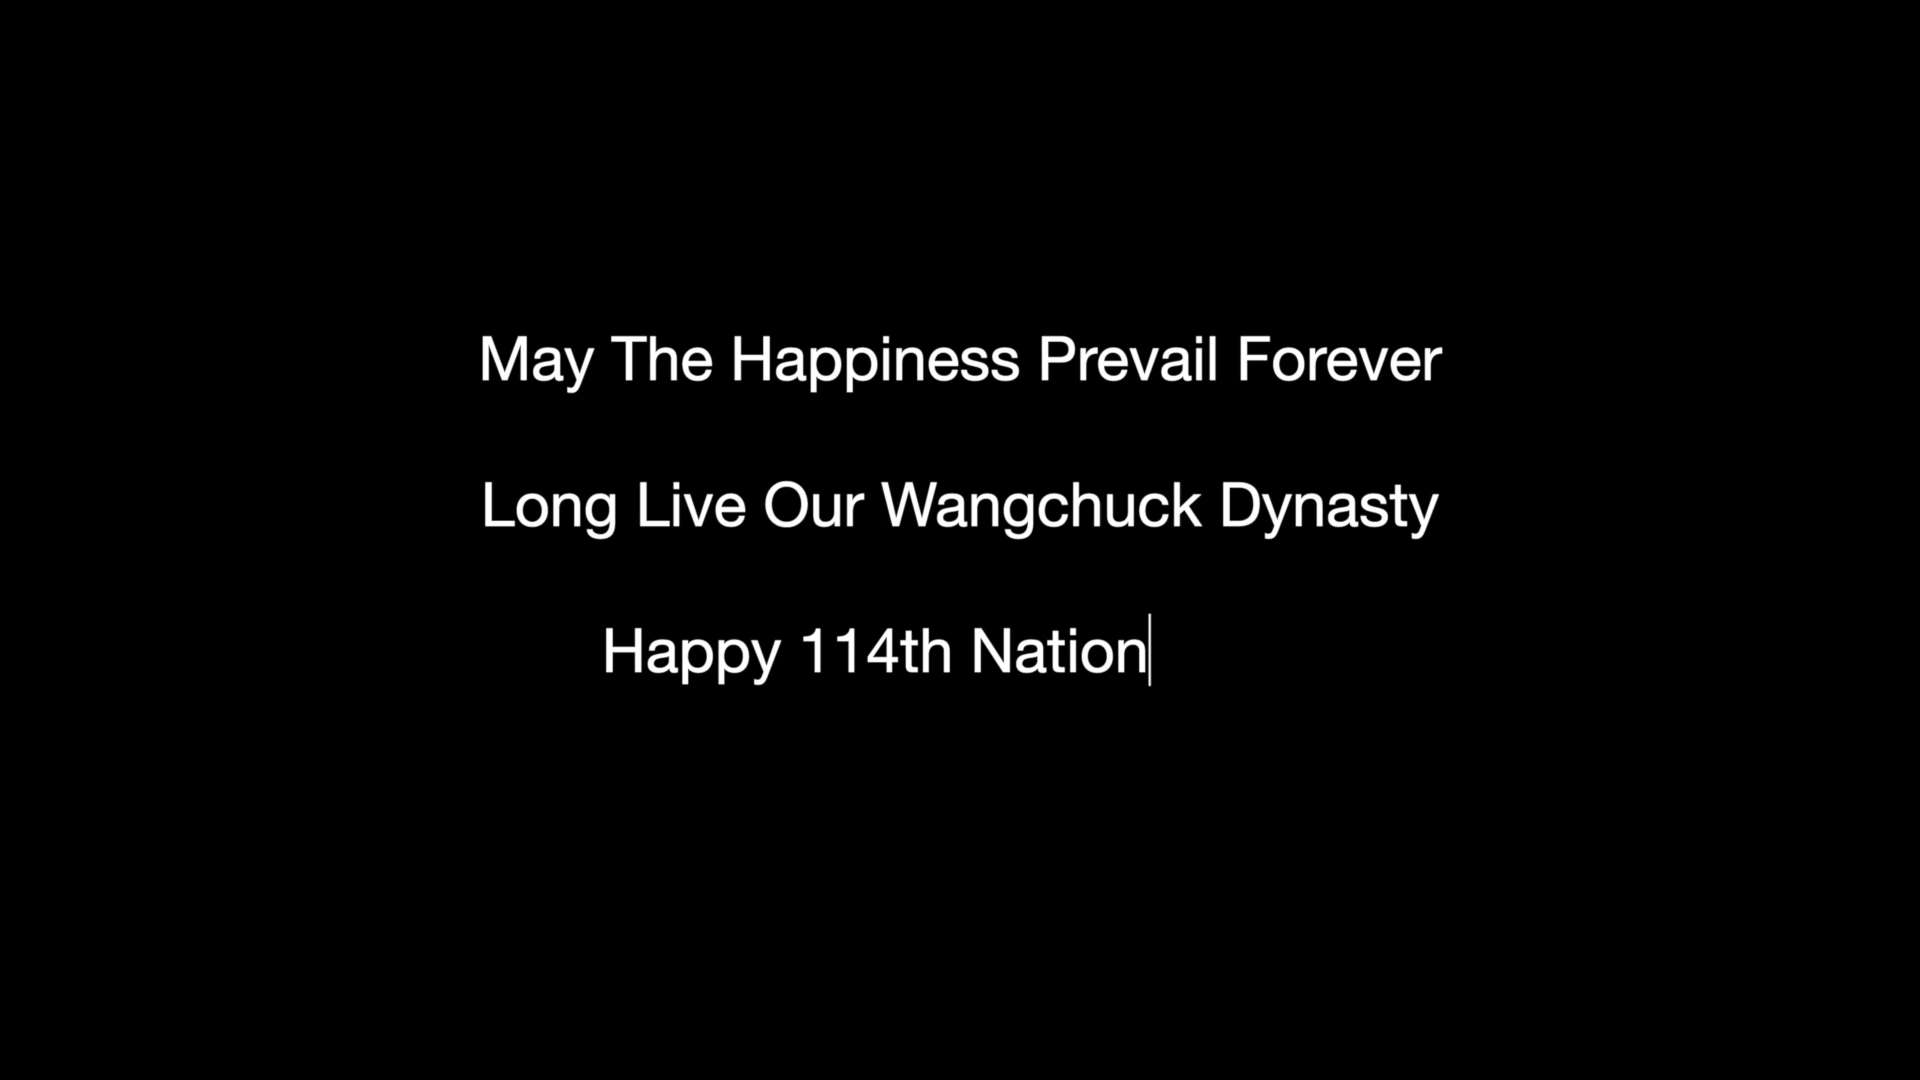 May The Happiness Prevail Forever
Long Live Our Wangchuck Dynasty
Happy 114th Nation